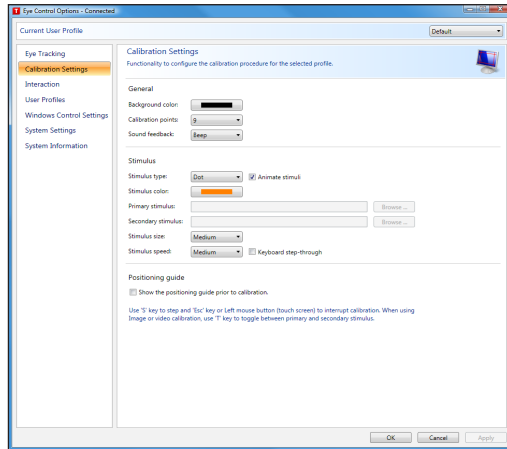 Eye Control Options - Connected
Current User Profile
Default
Eye Tracking
Calibration Settings
Interaction
User Profiles
Windows Control Settings
System Settings
System Information
Calibration Settings
Functionality to configure the calibration procedure for the selected profile.
General
Background color:
Calibration points: 9
Sound feedback: Beep
Stimulus
Stimulus type: Dot Animate stimuli
Stimulus color:
Primary stimulus: Browse ...
Secondary stimulus: Browse ...
Stimulus size: Medium
Stimulus speed: Medium Keyboard step-through
Positioning guide
Show the positioning guide prior to calibration.
Use 'S' key to step and 'Esc' key or Left mouse button (touch screen) to interrupt calibration. When using
Image or video calibration, use 'T' key to toggle between primary and secondary stimulus.
OK Cancel Apply